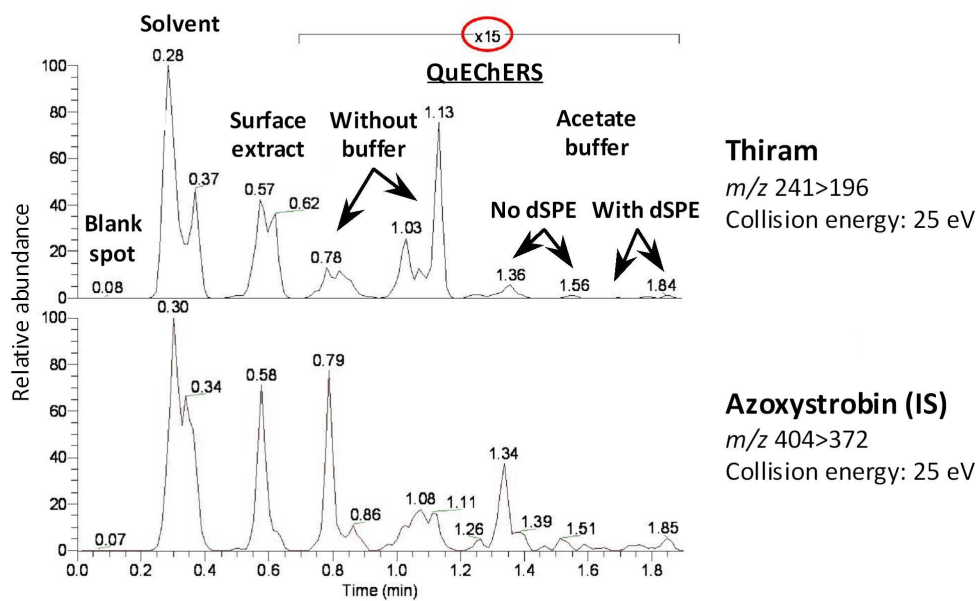 Solvent
x15
QuEChERS
Surface
extract
Without
buffer
Acetate
buffer
No dSPE
With dSPE
Blank
spot
Relative abundance
100
80
60
40
20
0
0.08
0.28
0.37
0.57
0.62
0.78
1.03
1.13
1.36
1.56
1.84
Thiram
m/z 241>196
Collision energy: 25 eV
100
80
60
40
20
0
0.07
0.30
0.34
0.58
0.79
0.86
1.08
1.11
1.26
1.34
1.39
1.51
1.85
Azoxystrobin (IS)
m/z 404>372
Collision energy: 25 eV
0.0 0.2 0.4 0.6 0.8 1.0 1.2 1.4 1.6 1.8
Time (min)